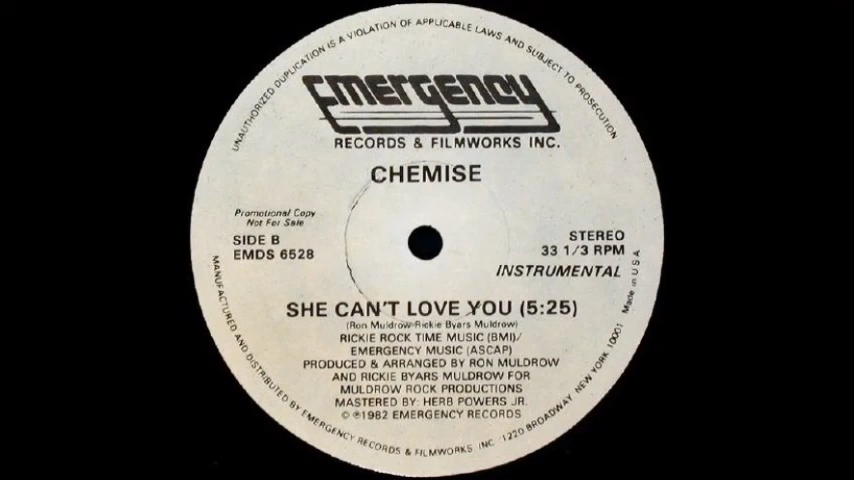 UNAUTHORIZED DUPLICATION IS A VIOLATION OF APPLICABLE LAWS AND SUBJECT TO PROSECUTION
Emergency
RECORDS & FILMWORKS INC.
CHEMISE
Promotional Copy
Not For Sale
SIDE B
EMDS 6528
STEREO
33 1/3 RPM
INSTRUMENTAL
SHE CAN'T LOVE YOU (5:25)
(Ron Muldrow-Rickie Byars Muldrow)
RICKIE ROCK TIME MUSIC (BMI)/
EMERGENCY MUSIC (ASCAP)
PRODUCED & ARRANGED BY RON MULDROW
AND RICKIE BYARS MULDROW FOR
MULDROW ROCK PRODUCTIONS
MASTERED BY: HERB POWERS JR.
© ℗1982 EMERGENCY RECORDS
MANUFACTURED AND DISTRIBUTED BY EMERGENCY RECORDS & FILMWORKS INC. 1220 BROADWAY NEW YORK 10001
Made in U.S.A.